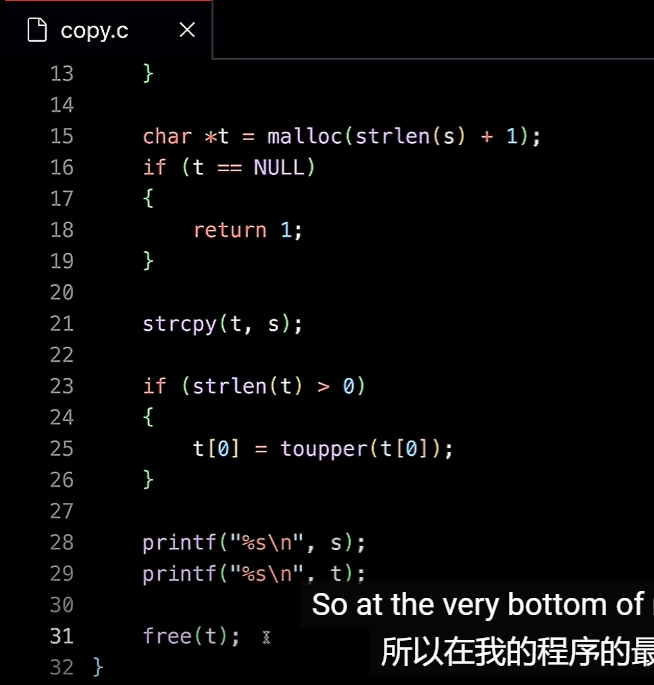 copy.c
13 }
14
15 char *t = malloc(strlen(s) + 1);
16 if (t == NULL)
17 {
18 return 1;
19 }
20
21 strcpy(t, s);
22
23 if (strlen(t) > 0)
24 {
25 t[0] = toupper(t[0]);
26 }
27
28 printf("%s\n", s);
29 printf("%s\n", t);
30
31 free(t);
32 }
So at the very bottom of
所以在我的程序的最